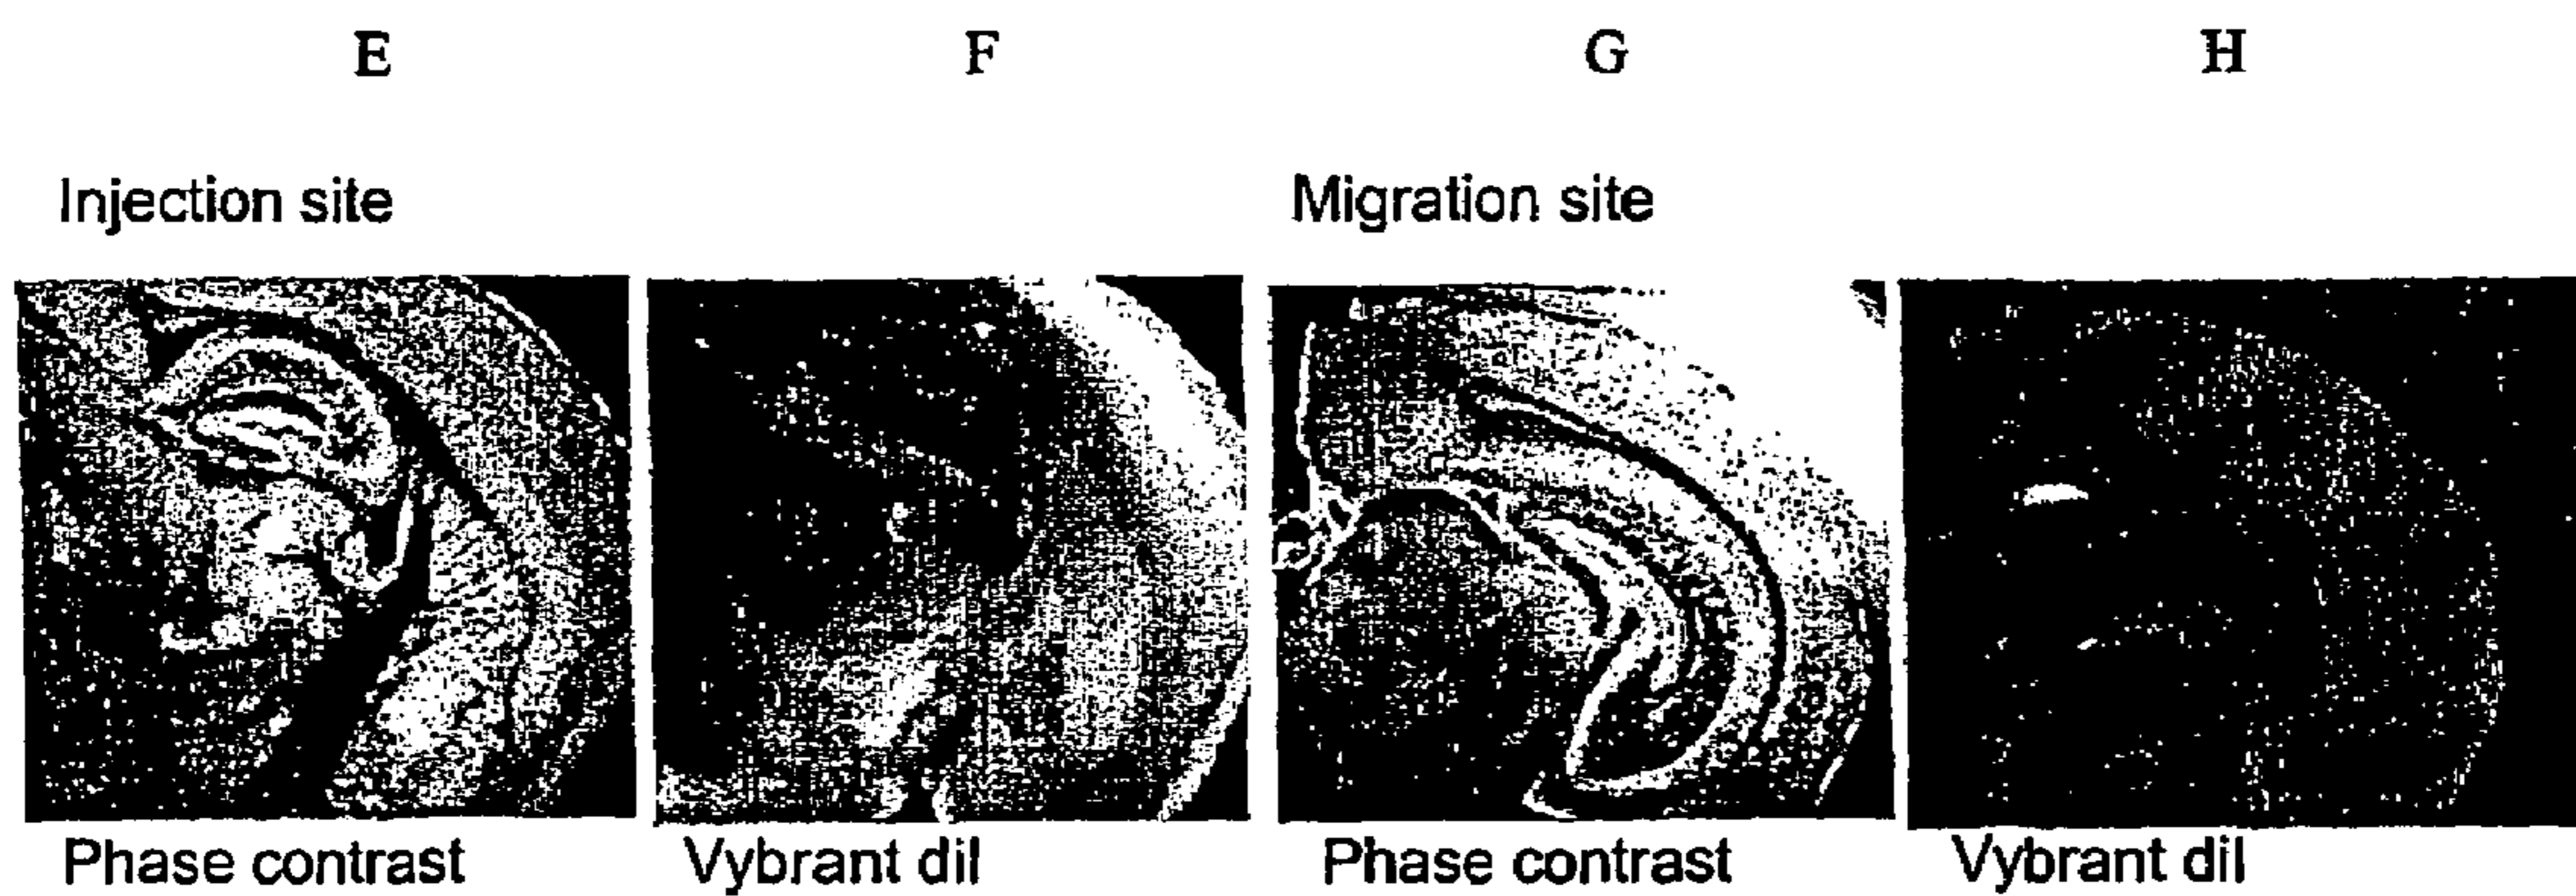 E F G H
Injection site Migration site
Phase contrast Vybrant dil Phase contrast Vybrant dil